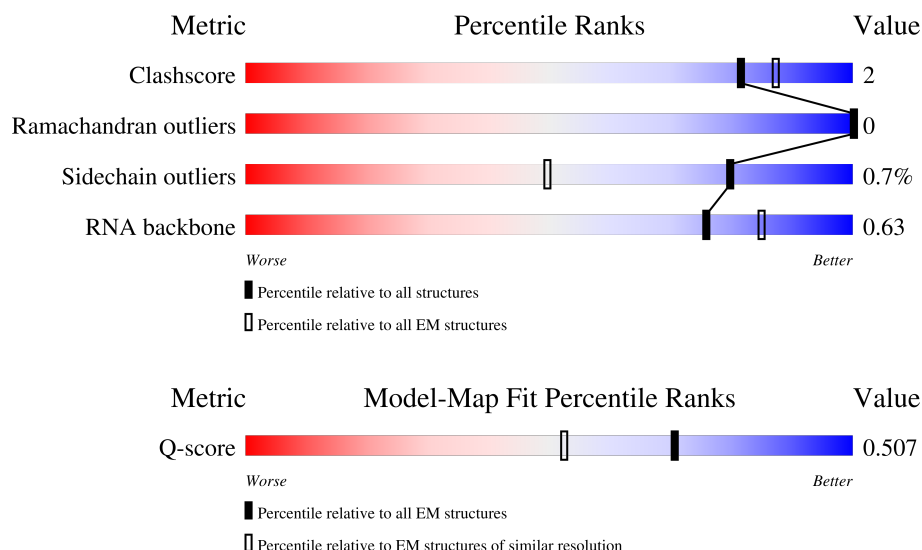 Metric Percentile Ranks Value
Clashscore 2
Ramachandran outliers 0
Sidechain outliers 0.7%
RNA backbone 0.63
Worse Better
Percentile relative to all structures
Percentile relative to all EM structures
Metric Model-Map Fit Percentile Ranks Value
Q-score 0.507
Worse Better
Percentile relative to all EM structures
Percentile relative to EM structures of similar resolution